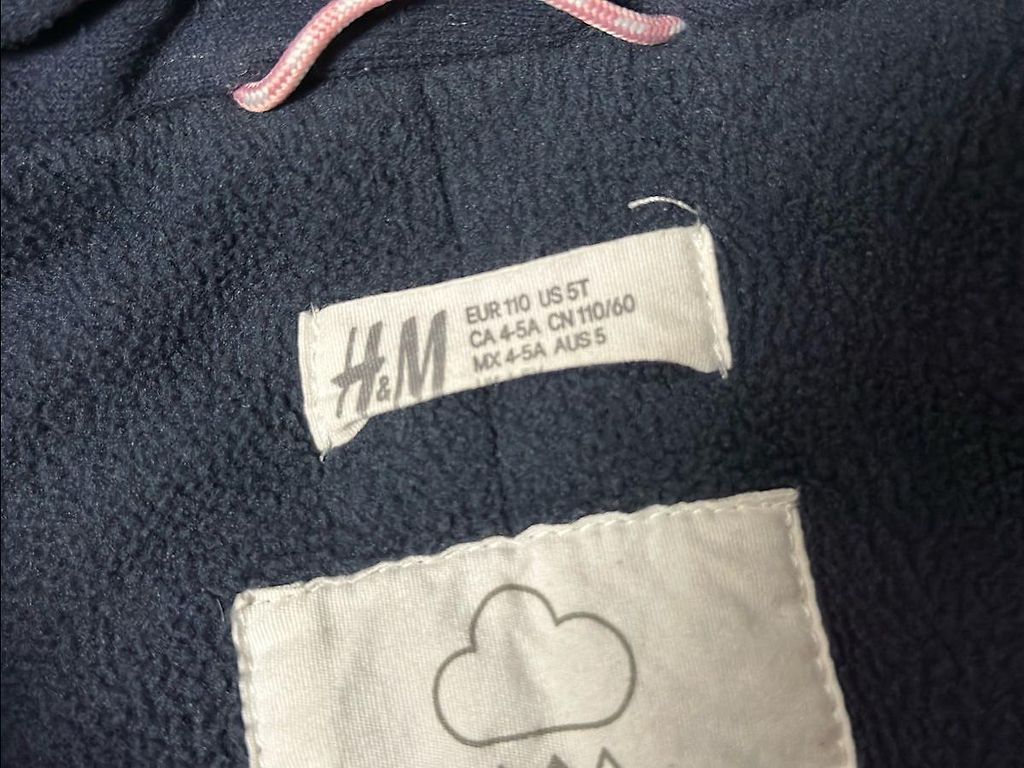 H&M
EUR 110 US 5T
CA 4-5A CN 110/60
MX 4-5A AUS 5